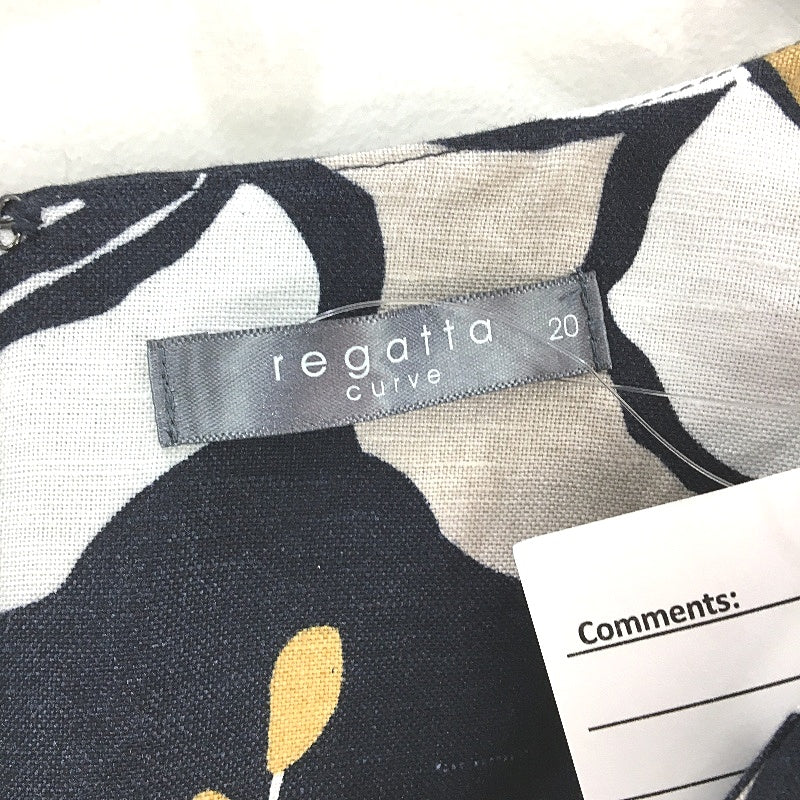 regatta 20
curve
Comments: